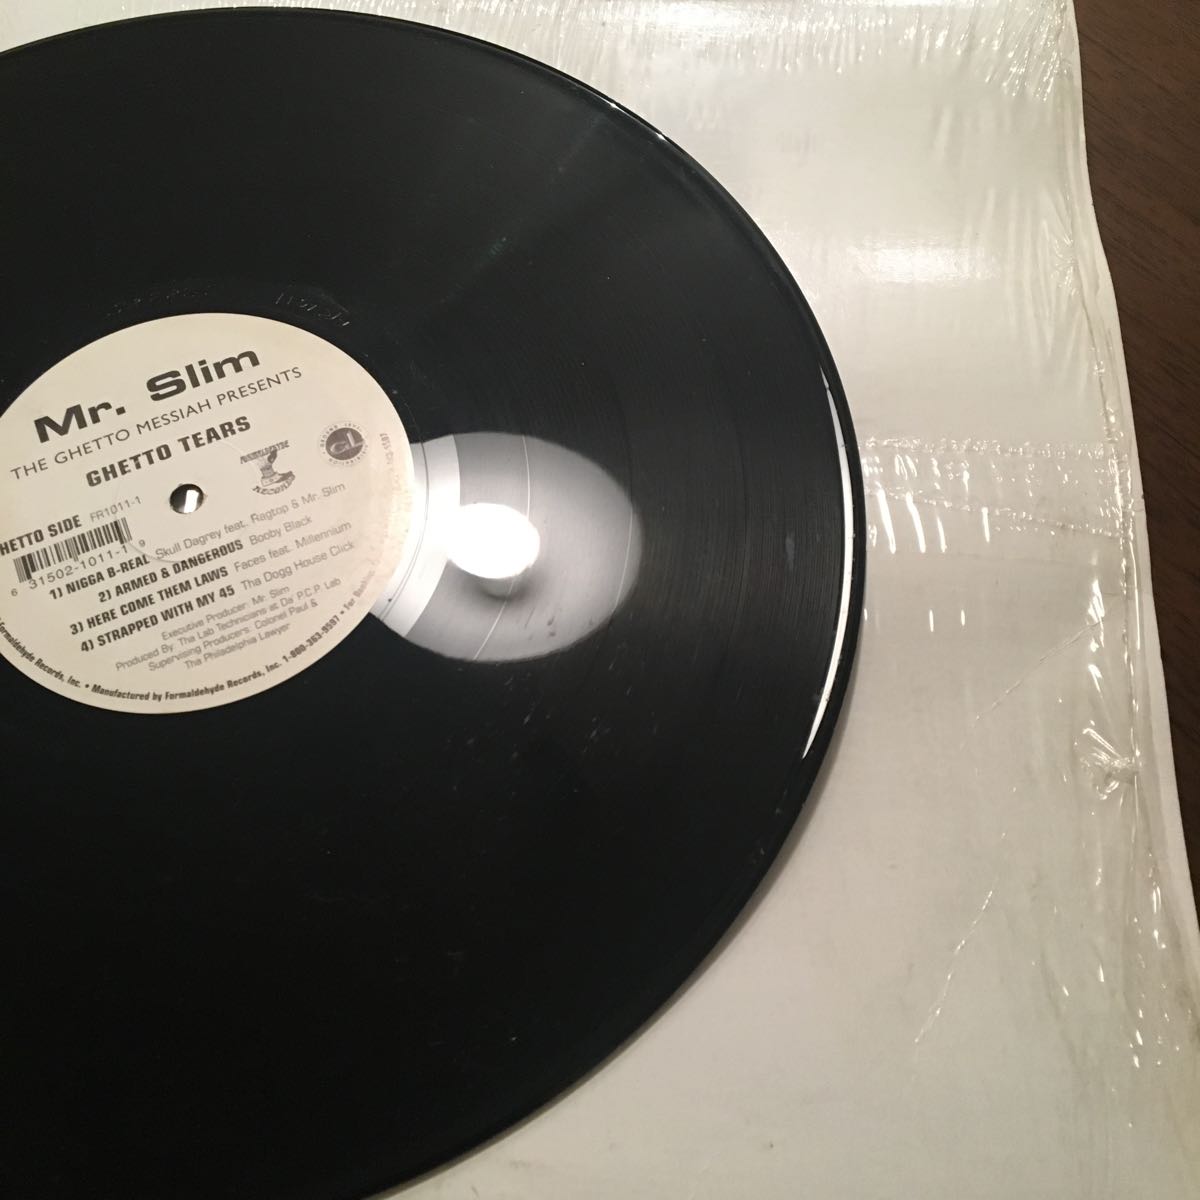 Mr. Slim
THE GHETTO MESSIAH PRESENTS
GHETTO TEARS
HETTO SIDE FR1011-1
6 31502-1011-1 9
1) NIGGA B-REAL Skull Dagrey feat. Ragtop & Mr. Slim
2) ARMED & DANGEROUS Booby Black
3) HERE COME THEM LAWS Faces feat. Millennium
4) STRAPPED WITH MY 45 Tha Dogg House Click
Executive Producer: Mr. Slim
Produced By: Tha Lab Technicians at Da' P.C.P. Lab
Supervising Producers: Colonel Paul &
Tha Philadelphia Lawyer
Formaldehyde Records, Inc. • Manufactured by Formaldehyde Records, Inc. 1-800-363-9597 • For Booking